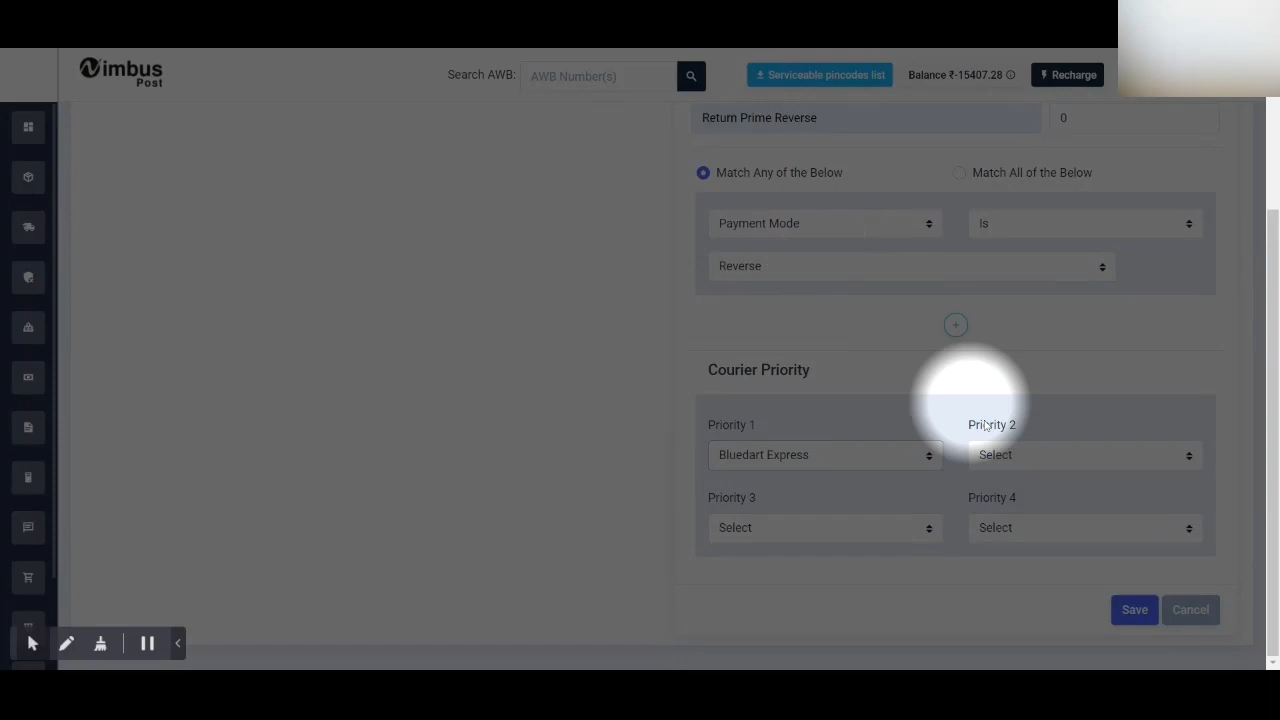 Nimbus
Post
Search AWB:
AWB Number(s)
Serviceable pincodes list
Balance ₹-15407.28
Recharge
Return Prime Reverse
0
Match Any of the Below
Match All of the Below
Payment Mode
Is
Reverse
+
Courier Priority
Priority 1
Priority 2
Bluedart Express
Select
Priority 3
Priority 4
Select
Select
Save
Cancel